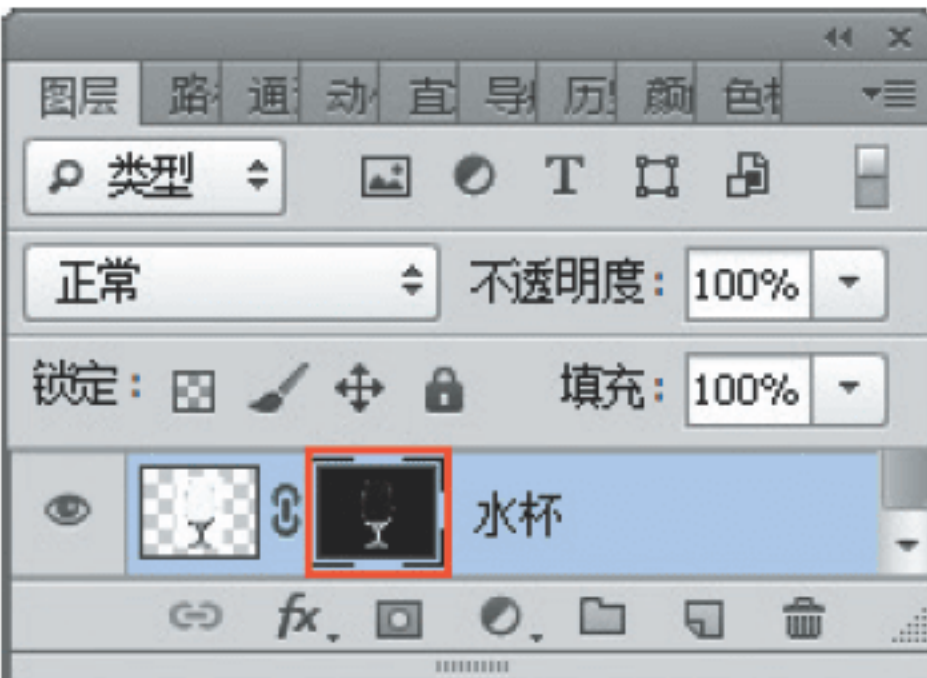 图层 路 通 动 直 导 历 颜 色
类型 T
正常 不透明度: 100%
锁定: 填充: 100%
水杯
fx